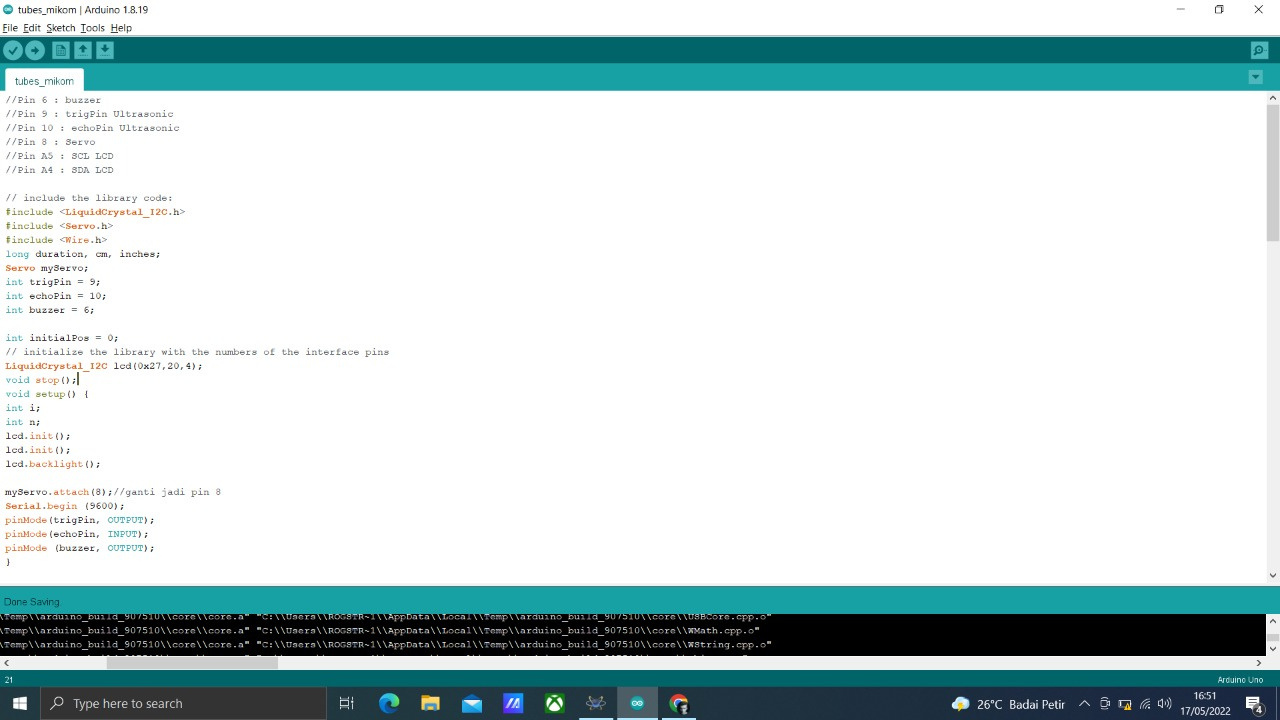 tubes_mikom | Arduino 1.8.19
File Edit Sketch Tools Help
tubes_mikom
//Pin 6 : buzzer
//Pin 9 : trigPin Ultrasonic
//Pin 10 : echoPin Ultrasonic
//Pin 8 : Servo
//Pin A5 : SCL LCD
//Pin A4 : SDA LCD
// include the library code:
#include <LiquidCrystal_I2C.h>
#include <Servo.h>
#include <Wire.h>
long duration, cm, inches;
Servo myServo;
int trigPin = 9;
int echoPin = 10;
int buzzer = 6;
int initialPos = 0;
// initialize the library with the numbers of the interface pins
LiquidCrystal_I2C lcd(0x27,20,4);
void stop();
void setup() {
int i;
int n;
lcd.init();
lcd.init();
lcd.backlight();
myServo.attach(8);//ganti jadi pin 8
Serial.begin (9600);
pinMode(trigPin, OUTPUT);
pinMode(echoPin, INPUT);
pinMode (buzzer, OUTPUT);
}
Done Saving.
\Temp\\arduino_build_907510\\core\\core.a" "C:\\Users\\ROGSTR~1\\AppData\\Local\\Temp\\arduino_build_907510\\core\\USBCore.cpp.o"
\Temp\\arduino_build_907510\\core\\core.a" "C:\\Users\\ROGSTR~1\\AppData\\Local\\Temp\\arduino_build_907510\\core\\WMath.cpp.o"
\Temp\\arduino_build_907510\\core\\core.a" "C:\\Users\\ROGSTR~1\\AppData\\Local\\Temp\\arduino_build_907510\\core\\WString.cpp.o"
21
Arduino Uno
Type here to search
26°C Badai Petir
16:51
17/05/2022
4